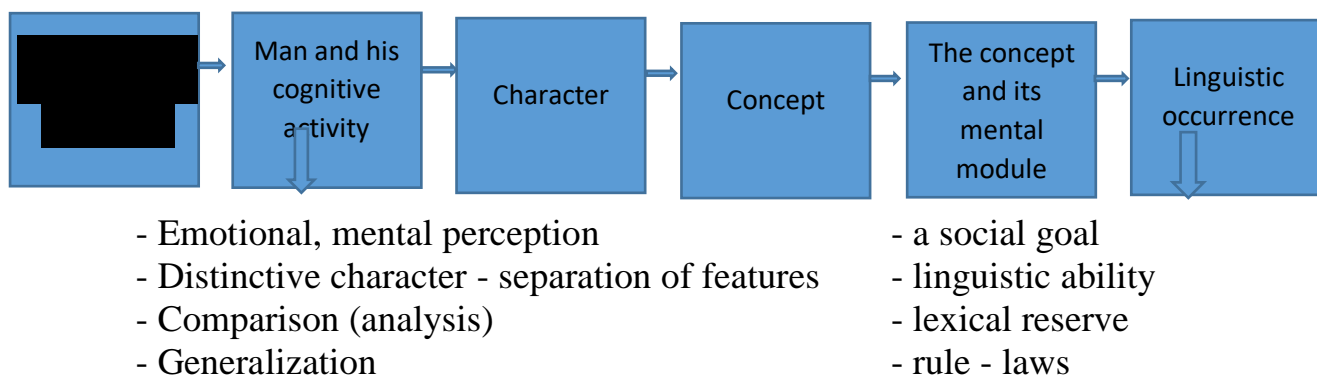 Man and his
cognitive
activity
Character
Concept
The concept
and its
mental
module
Linguistic
occurrence
- Emotional, mental perception
- Distinctive character - separation of features
- Comparison (analysis)
- Generalization
- a social goal
- linguistic ability
- lexical reserve
- rule - laws